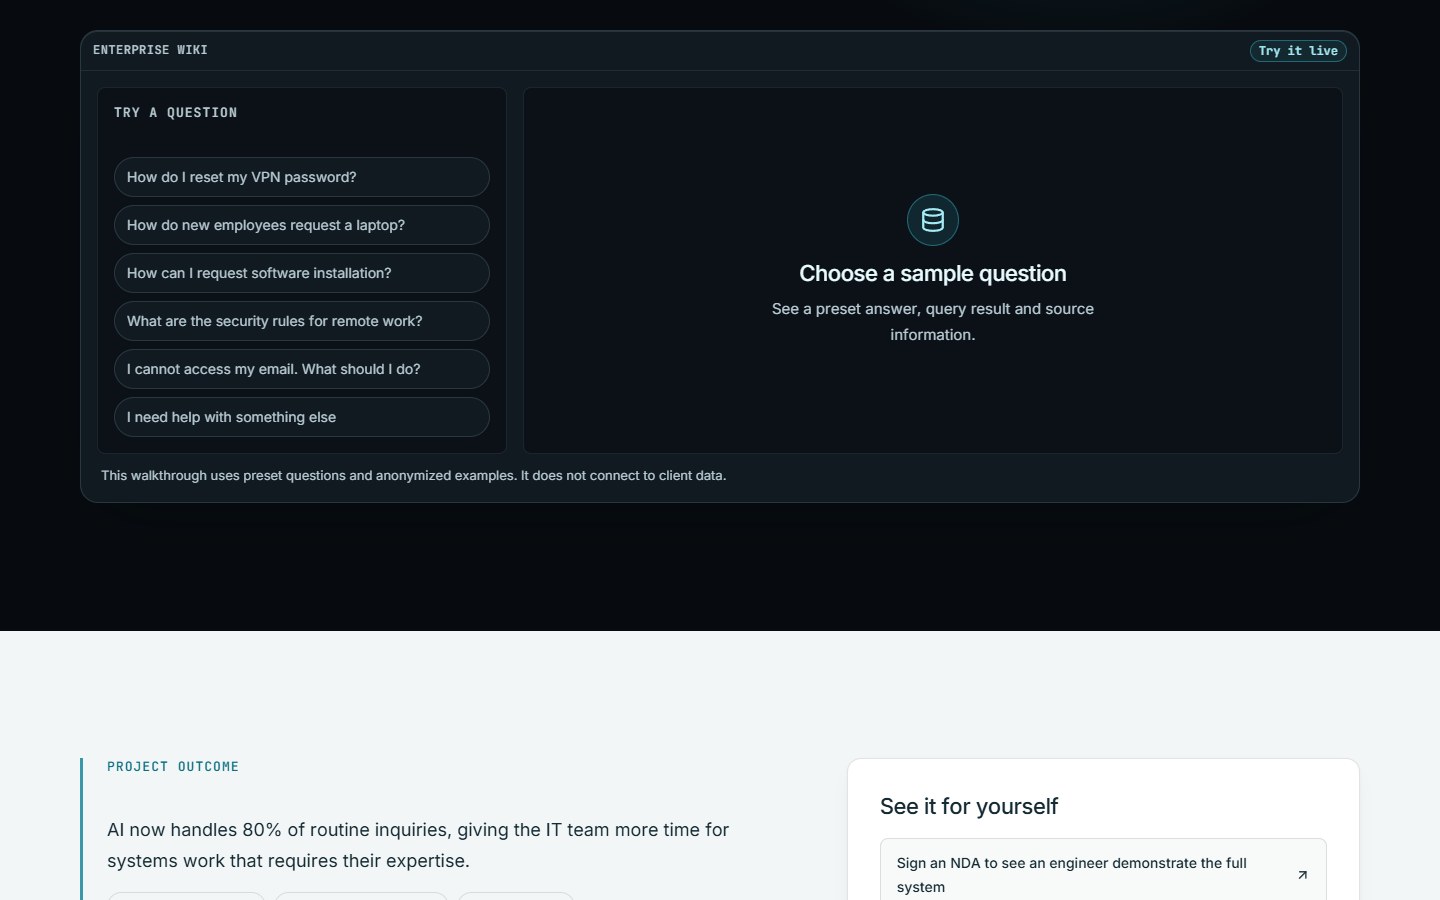 ENTERPRISE WIKI
Try it live
TRY A QUESTION
How do I reset my VPN password?
How do new employees request a laptop?
How can I request software installation?
What are the security rules for remote work?
I cannot access my email. What should I do?
I need help with something else
Choose a sample question
See a preset answer, query result and source
information.
This walkthrough uses preset questions and anonymized examples. It does not connect to client data.
PROJECT OUTCOME
AI now handles 80% of routine inquiries, giving the IT team more time for
systems work that requires their expertise.
See it for yourself
Sign an NDA to see an engineer demonstrate the full
system